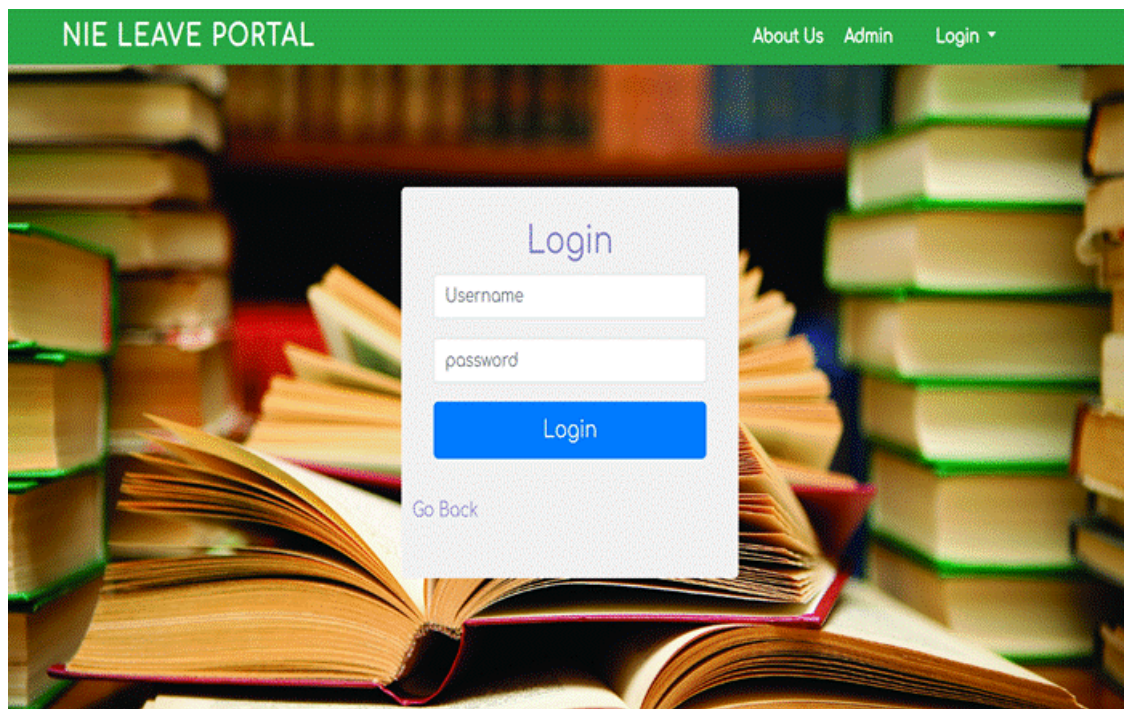 NIE LEAVE PORTAL
About Us Admin Login
Login
Username
password
Login
Go Back